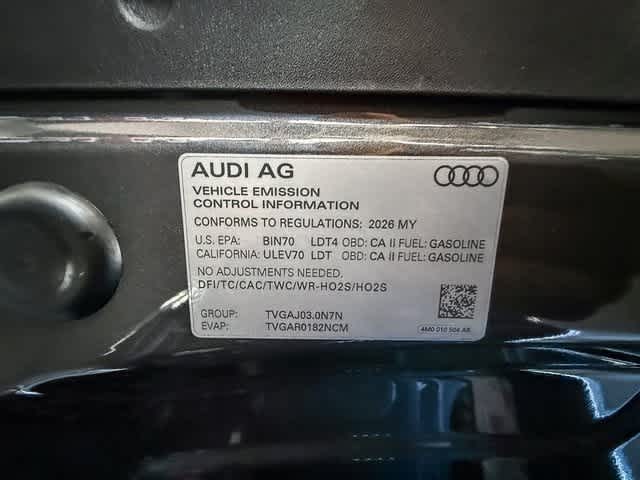 AUDI AG
VEHICLE EMISSION
CONTROL INFORMATION
CONFORMS TO REGULATIONS: 2026 MY
U.S. EPA: BIN70 LDT4 OBD: CA II FUEL: GASOLINE
CALIFORNIA: ULEV70 LDT OBD: CA II FUEL: GASOLINE
NO ADJUSTMENTS NEEDED.
DFI/TC/CAC/TWC/WR-HO2S/HO2S
GROUP: TVGAJ03.0N7N
EVAP: TVGAR0182NCM
4M0 010 504 AK